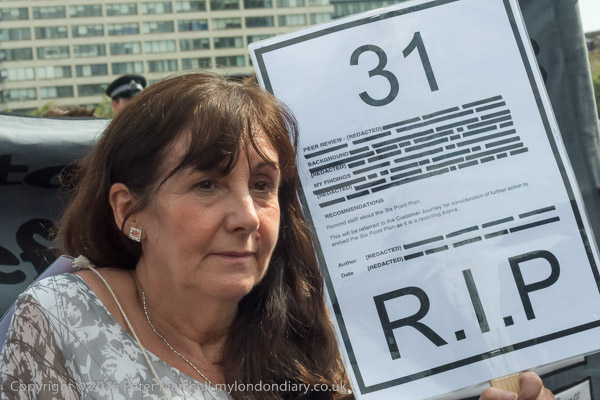 31
PEER REVIEW - [REDACTED]
BACKGROUND
[REDACTED]
MY FINDINGS
[REDACTED]
RECOMMENDATIONS
Remind staff about the Six Point Plan.
This will be referred to the Customer Journey for consideration of further action to
embed the Six Point Plan as it is a recurring theme.
Author [REDACTED]
Date [REDACTED]
R.I.P
Copyright © Peter Marshall mylondondiary.co.uk